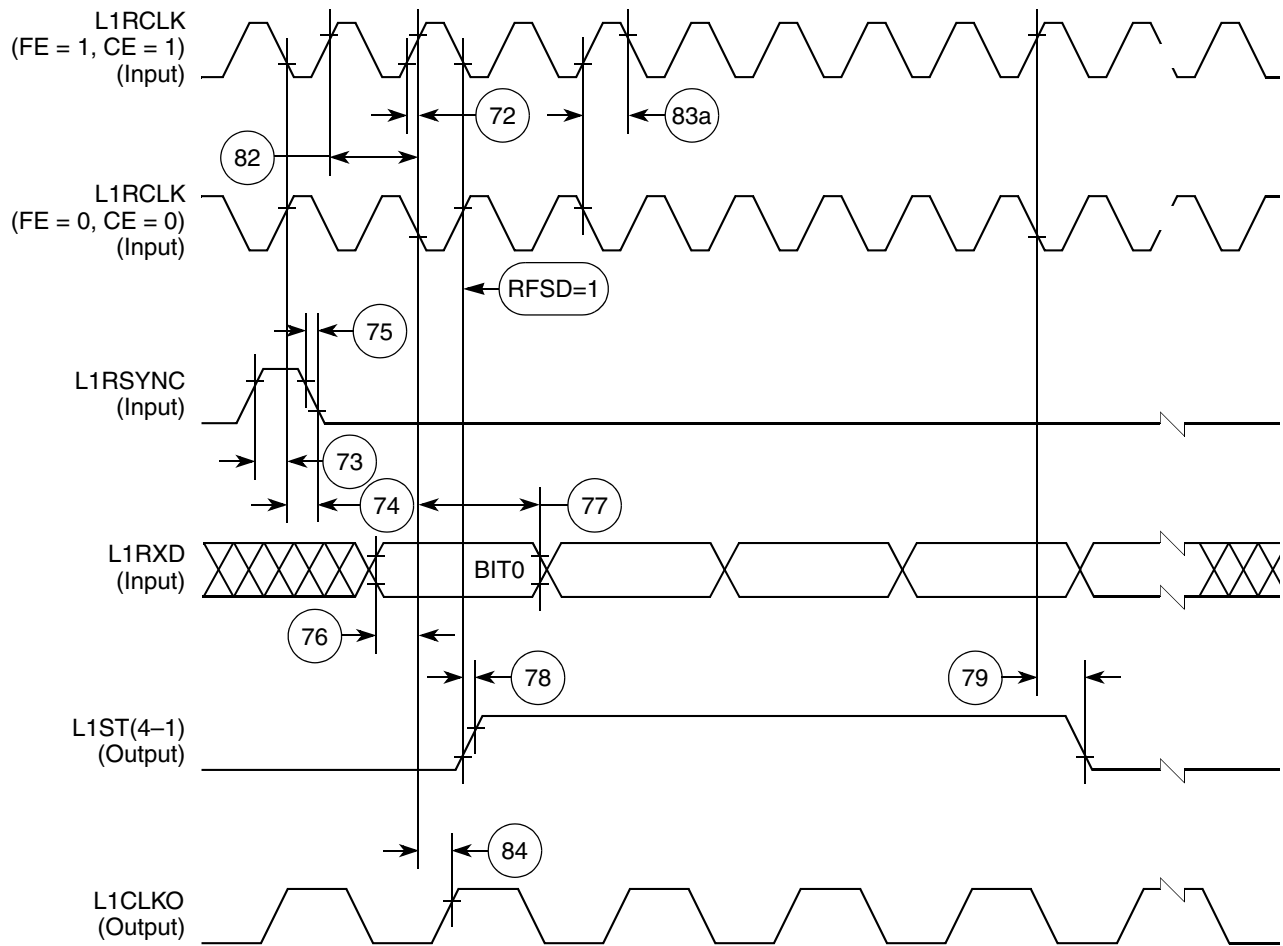 L1RCLK
(FE = 1, CE = 1)
(Input)
72
83a
82
L1RCLK
(FE = 0, CE = 0)
(Input)
RFSD=1
75
L1RSYNC
(Input)
73
74
77
L1RXD
(Input)
BIT0
76
78
79
L1ST(4–1)
(Output)
84
L1CLKO
(Output)